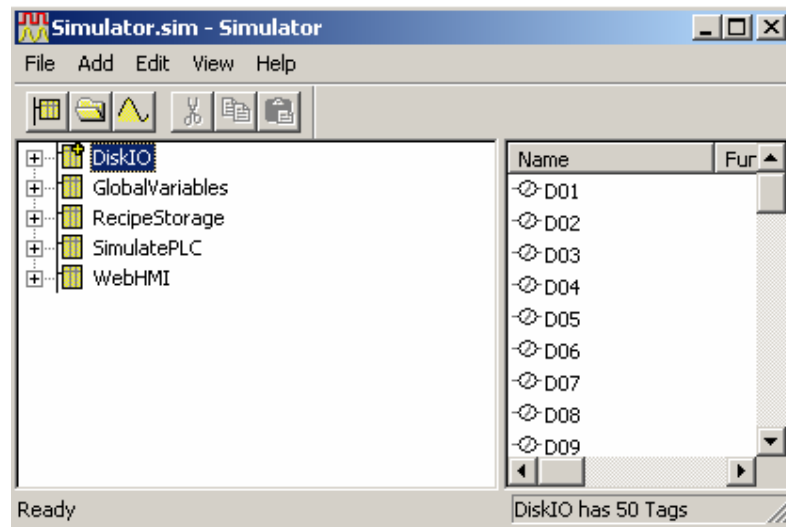 Simulator.sim - Simulator
File Add Edit View Help
DiskIO
GlobalVariables
RecipeStorage
SimulatePLC
WebHMI
Name Fur
D01
D02
D03
D04
D05
D06
D07
D08
D09
Ready
DiskIO has 50 Tags